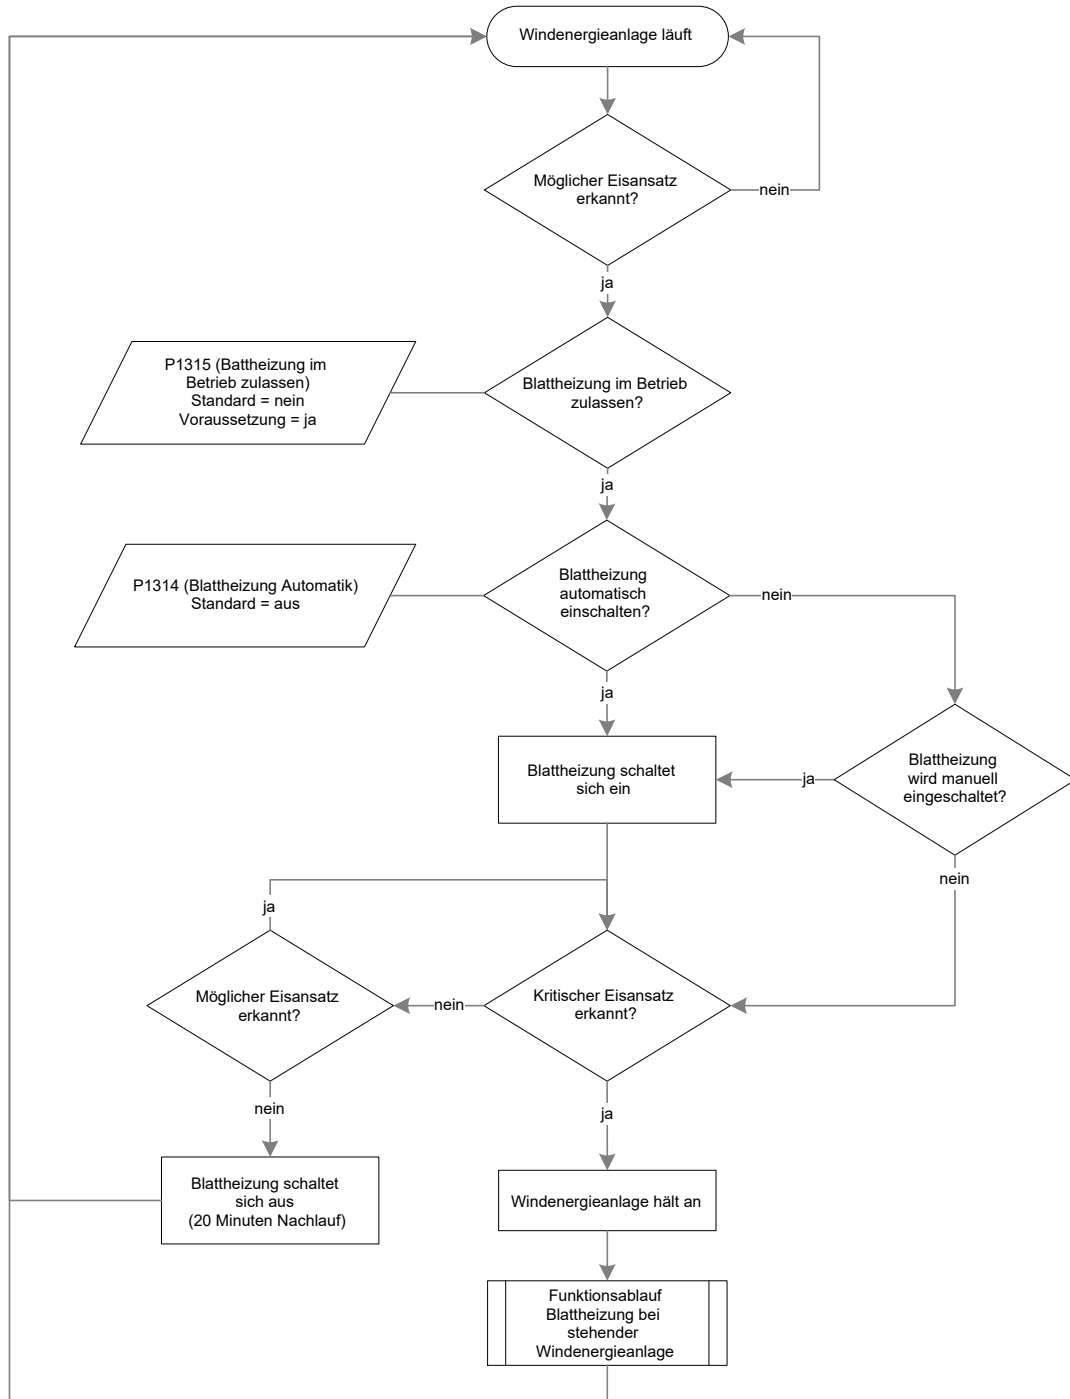 Windenergieanlage läuft
Möglicher Eisansatz
erkannt?
nein
ja
P1315 (Battheizung im
Betrieb zulassen)
Standard = nein
Voraussetzung = ja
Blattheizung im Betrieb
zulassen?
ja
P1314 (Blattheizung Automatik)
Standard = aus
Blattheizung
automatisch
einschalten?
nein
ja
Blattheizung schaltet
sich ein
ja
Blattheizung
wird manuell
eingeschaltet?
nein
ja
Möglicher Eisansatz
erkannt?
nein
Kritischer Eisansatz
erkannt?
nein
ja
Blattheizung schaltet
sich aus
(20 Minuten Nachlauf)
Windenergieanlage hält an
Funktionsablauf
Blattheizung bei
stehender
Windenergieanlage